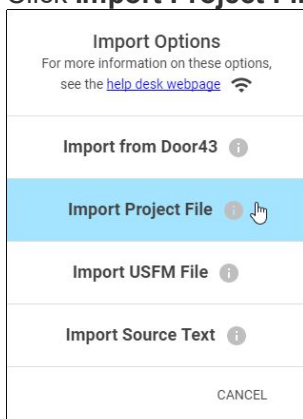 Click Import Project Fi
Import Options
For more information on these options,
see the help desk webpage
Import from Door43
Import Project File
Import USFM File
Import Source Text
CANCEL